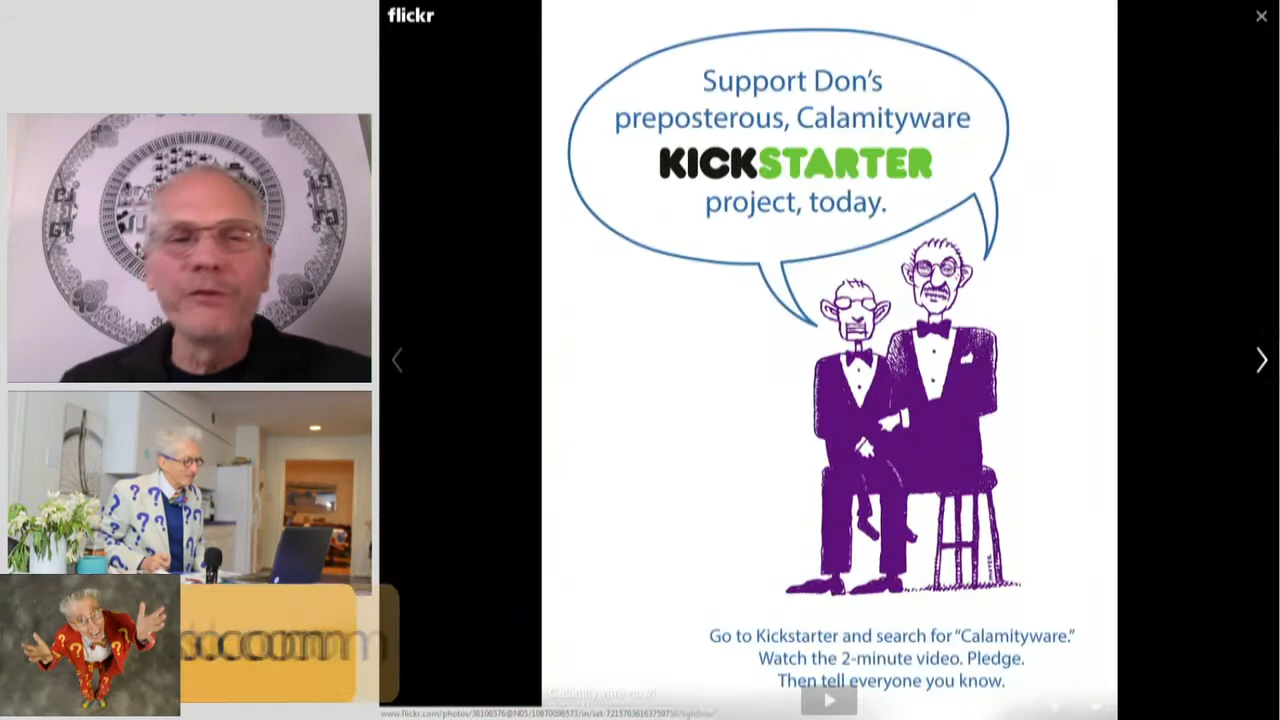 flickr
Support Don's
preposterous, Calamityware
KICKSTARTER
project, today.
Go to Kickstarter and search for “Calamityware.”
Watch the 2-minute video. Pledge.
Then tell everyone you know.